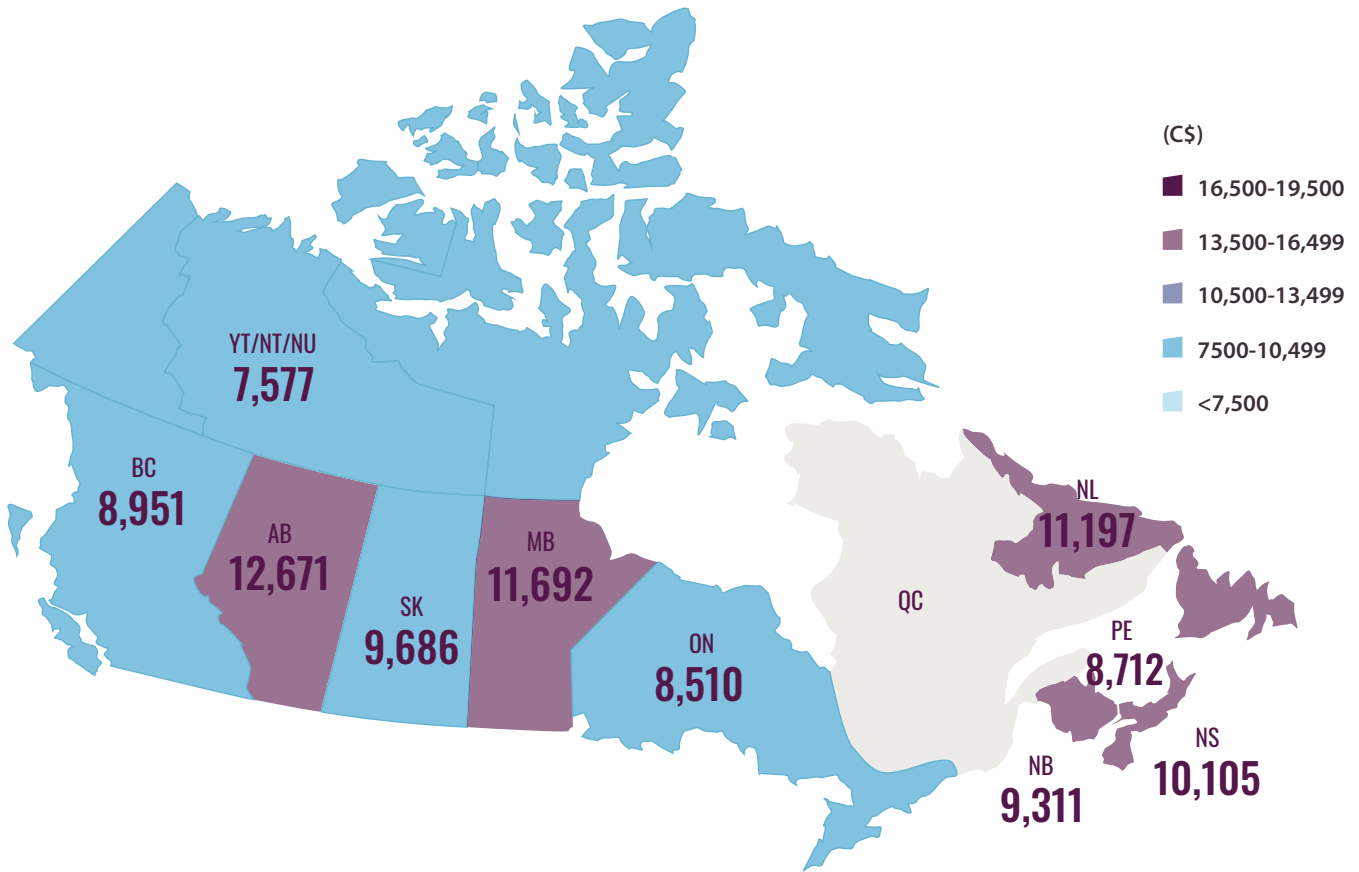 (C$)
16,500-19,500
13,500-16,499
10,500-13,499
7500-10,499
<7,500
YT/NT/NU
7,577
BC
8,951
AB
12,671
SK
9,686
MB
11,692
ON
8,510
QC
NL
11,197
PE
8,712
NS
10,105
NB
9,311